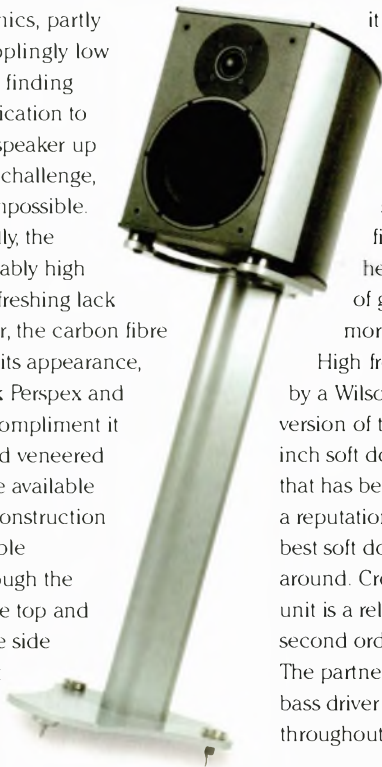 nics, partly
pplingly low
finding
ication to
speaker up
challenge,
npossible.
lly, the
ably high
freshing lack
r, the carbon fibre
its appearance,
k Perspex and
ompliment it
d veneered
e available
onstruction
ble
ough the
e top and
e side
it
fi
he
of g
mor
High fr
by a Wilso
version of t
inch soft do
that has be
a reputation
best soft do
around. Cro
unit is a rel
second ord
The partne
bass driver
throughout